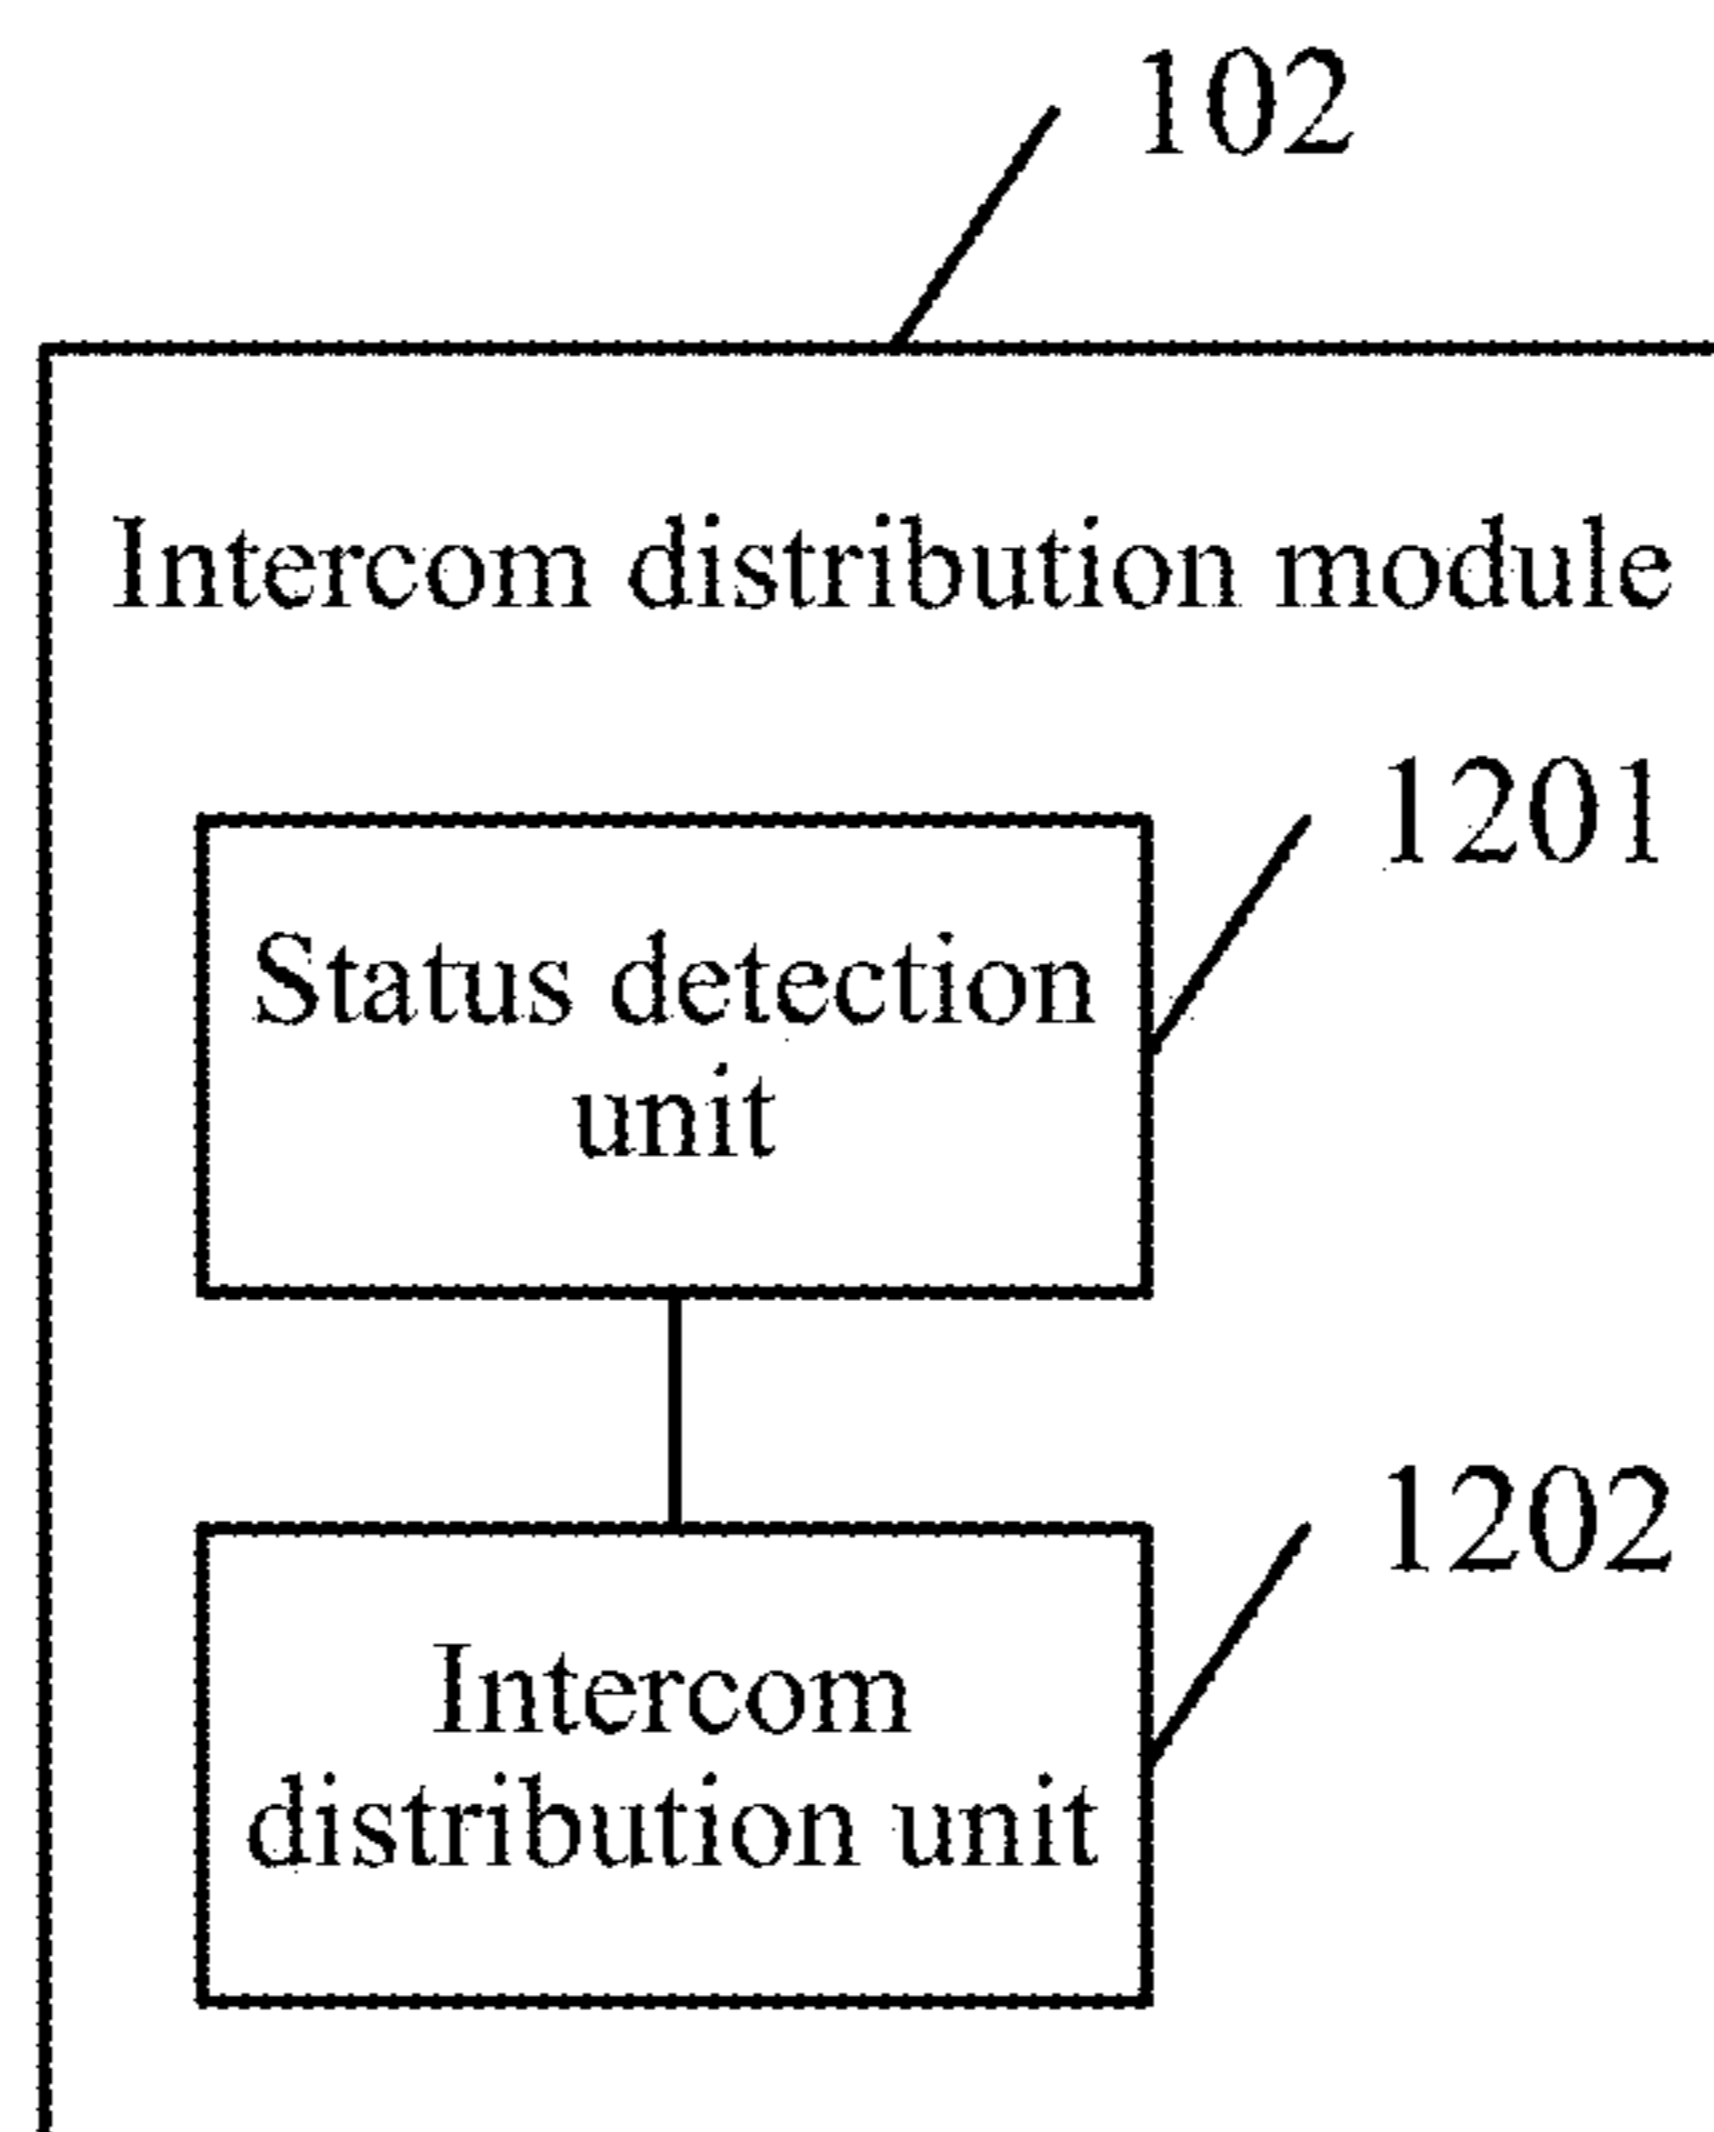 102
Intercom distribution module
1201
Status detection
unit
1202
Intercom
distribution unit